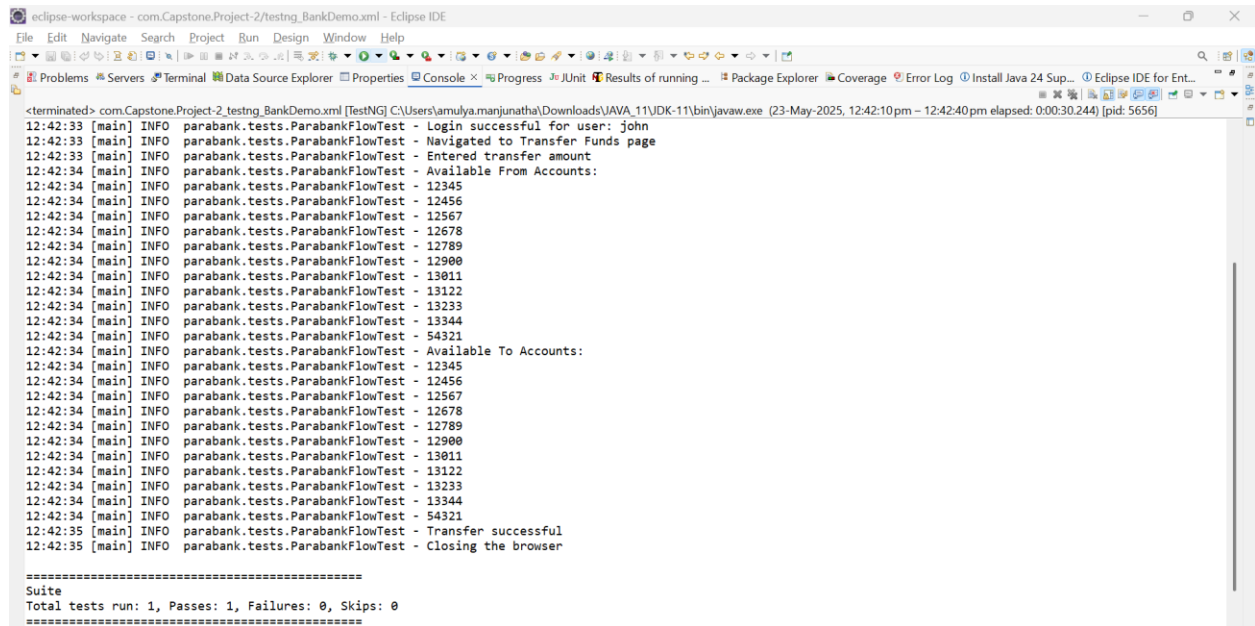 eclipse-workspace - com.Capstone.Project-2/testng_BankDemo.xml - Eclipse IDE
File Edit Navigate Search Project Run Design Window Help
Problems Servers Terminal Data Source Explorer Properties Console × Progress JUnit Results of running ... Package Explorer Coverage Error Log Install Java 24 Sup... Eclipse IDE for Ent...
<terminated> com.Capstone.Project-2_testng_BankDemo.xml [TestNG] C:\Users\amulya.manjunatha\Downloads\JAVA_11\JDK-11\bin\javaw.exe (23-May-2025, 12:42:10 pm – 12:42:40 pm elapsed: 0:00:30.244) [pid: 5656]
12:42:33 [main] INFO parabank.tests.ParabankFlowTest - Login successful for user: john
12:42:33 [main] INFO parabank.tests.ParabankFlowTest - Navigated to Transfer Funds page
12:42:33 [main] INFO parabank.tests.ParabankFlowTest - Entered transfer amount
12:42:34 [main] INFO parabank.tests.ParabankFlowTest - Available From Accounts:
12:42:34 [main] INFO parabank.tests.ParabankFlowTest - 12345
12:42:34 [main] INFO parabank.tests.ParabankFlowTest - 12456
12:42:34 [main] INFO parabank.tests.ParabankFlowTest - 12567
12:42:34 [main] INFO parabank.tests.ParabankFlowTest - 12678
12:42:34 [main] INFO parabank.tests.ParabankFlowTest - 12789
12:42:34 [main] INFO parabank.tests.ParabankFlowTest - 12900
12:42:34 [main] INFO parabank.tests.ParabankFlowTest - 13011
12:42:34 [main] INFO parabank.tests.ParabankFlowTest - 13122
12:42:34 [main] INFO parabank.tests.ParabankFlowTest - 13233
12:42:34 [main] INFO parabank.tests.ParabankFlowTest - 13344
12:42:34 [main] INFO parabank.tests.ParabankFlowTest - 54321
12:42:34 [main] INFO parabank.tests.ParabankFlowTest - Available To Accounts:
12:42:34 [main] INFO parabank.tests.ParabankFlowTest - 12345
12:42:34 [main] INFO parabank.tests.ParabankFlowTest - 12456
12:42:34 [main] INFO parabank.tests.ParabankFlowTest - 12567
12:42:34 [main] INFO parabank.tests.ParabankFlowTest - 12678
12:42:34 [main] INFO parabank.tests.ParabankFlowTest - 12789
12:42:34 [main] INFO parabank.tests.ParabankFlowTest - 12900
12:42:34 [main] INFO parabank.tests.ParabankFlowTest - 13011
12:42:34 [main] INFO parabank.tests.ParabankFlowTest - 13122
12:42:34 [main] INFO parabank.tests.ParabankFlowTest - 13233
12:42:34 [main] INFO parabank.tests.ParabankFlowTest - 13344
12:42:34 [main] INFO parabank.tests.ParabankFlowTest - 54321
12:42:35 [main] INFO parabank.tests.ParabankFlowTest - Transfer successful
12:42:35 [main] INFO parabank.tests.ParabankFlowTest - Closing the browser
===============================================
Suite
Total tests run: 1, Passes: 1, Failures: 0, Skips: 0
===============================================